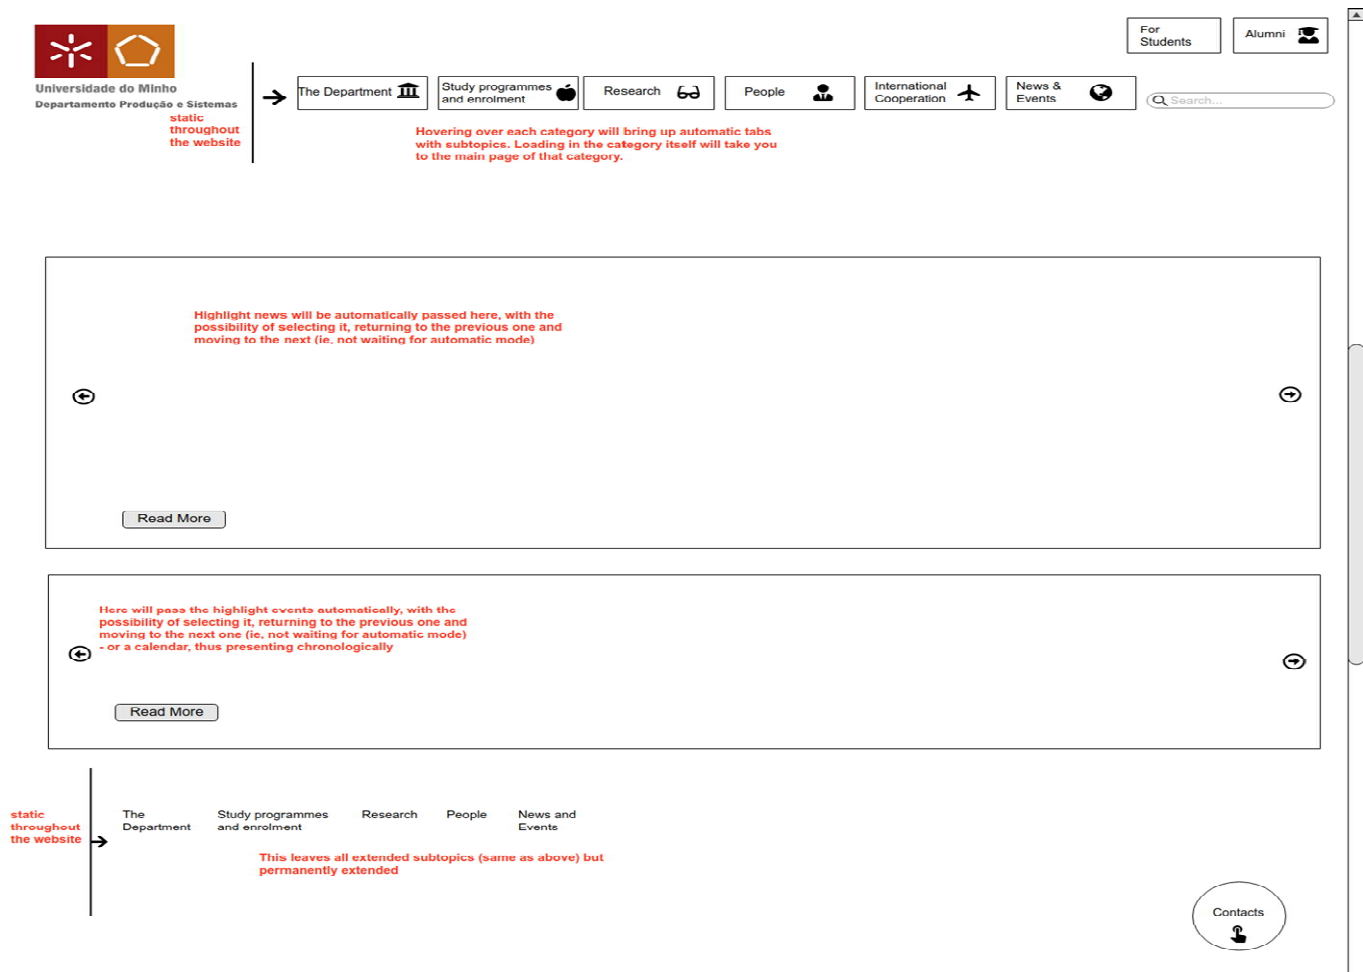 For
Students
Alumni
Universidade do Minho
Departamento Produção e Sistemas
static
throughout
the website
The Department
Study programmes
and enrolment
Research
People
International
Cooperation
News &
Events
Search...
Hovering over each category will bring up automatic tabs
with subtopics. Loading in the category itself will take you
to the main page of that category.
Highlight news will be automatically passed here, with the
possibility of selecting it, returning to the previous one and
moving to the next (ie, not waiting for automatic mode)
Read More
Here will pass the highlight events automatically, with the
possibility of selecting it, returning to the previous one and
moving to the next one (ie, not waiting for automatic mode)
- or a calendar, thus presenting chronologically
Read More
static
throughout
the website
The
Department
Study programmes
and enrolment
Research
People
News and
Events
This leaves all extended subtopics (same as above) but
permanently extended
Contacts